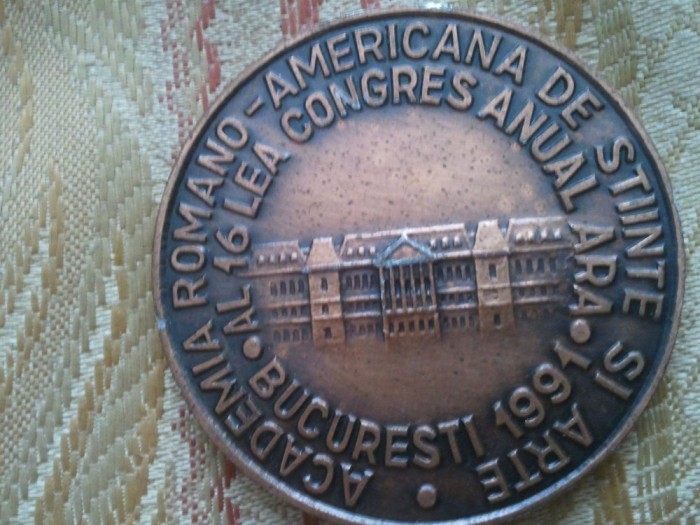 ACADEMIA ROMANO-AMERICANA DE STIINTE SI ARTE
AL 16 LEA CONGRES ANUAL ARA
BUCURESTI 1991